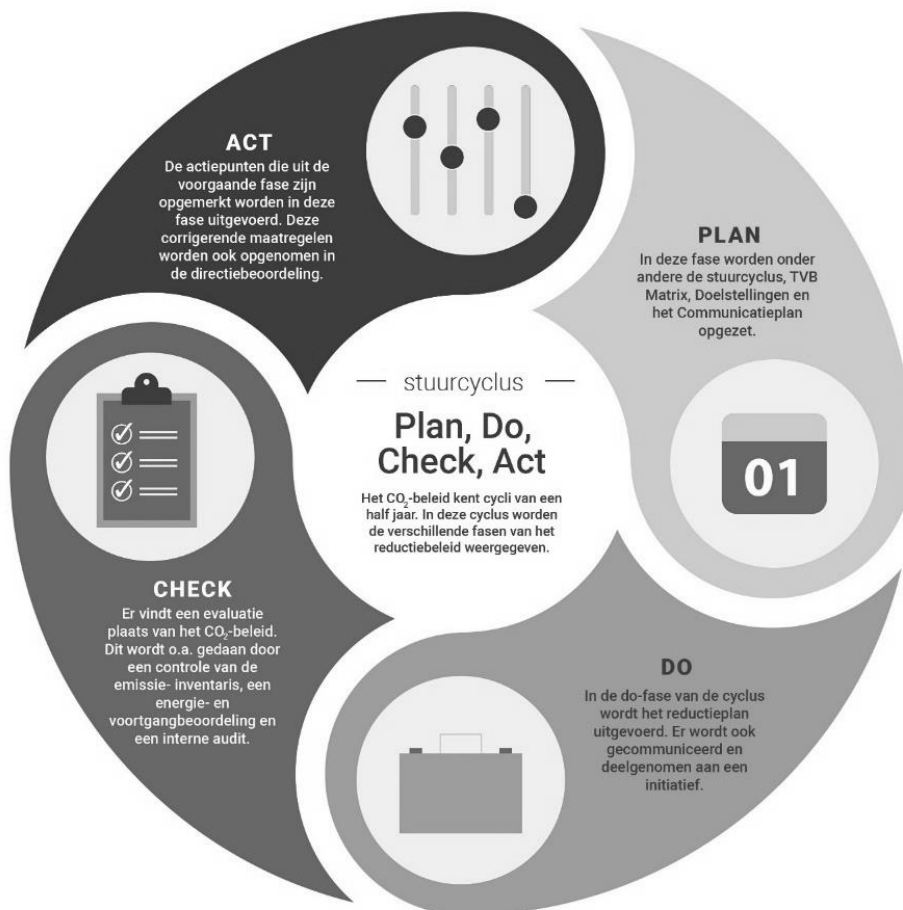 stuurcyclus
Plan, Do,
Check, Act
Het CO₂-beleid kent cycli van een
half jaar. In deze cyclus worden
de verschillende fasen van het
reductiebeleid weergegeven.
PLAN
In deze fase worden onder
andere de stuurcyclus, TVB
Matrix, Doelstellingen en
het Communicatieplan
opgezet.
01
DO
In de do-fase van de cyclus
wordt het reductieplan
uitgevoerd. Er wordt ook
gecommuniceerd en
deelgenomen aan een
initiatief.
CHECK
Er vindt een evaluatie
plaats van het CO₂-beleid.
Dit wordt o.a. gedaan door
een controle van de
emissie- inventaris, een
energie- en
voortgangbeoordeling en
een interne audit.
ACT
De actiepunten die uit de
voorgaande fase zijn
opgemerkt worden in deze
fase uitgevoerd. Deze
corrigerende maatregelen
worden ook opgenomen in
de directiebeoordeling.